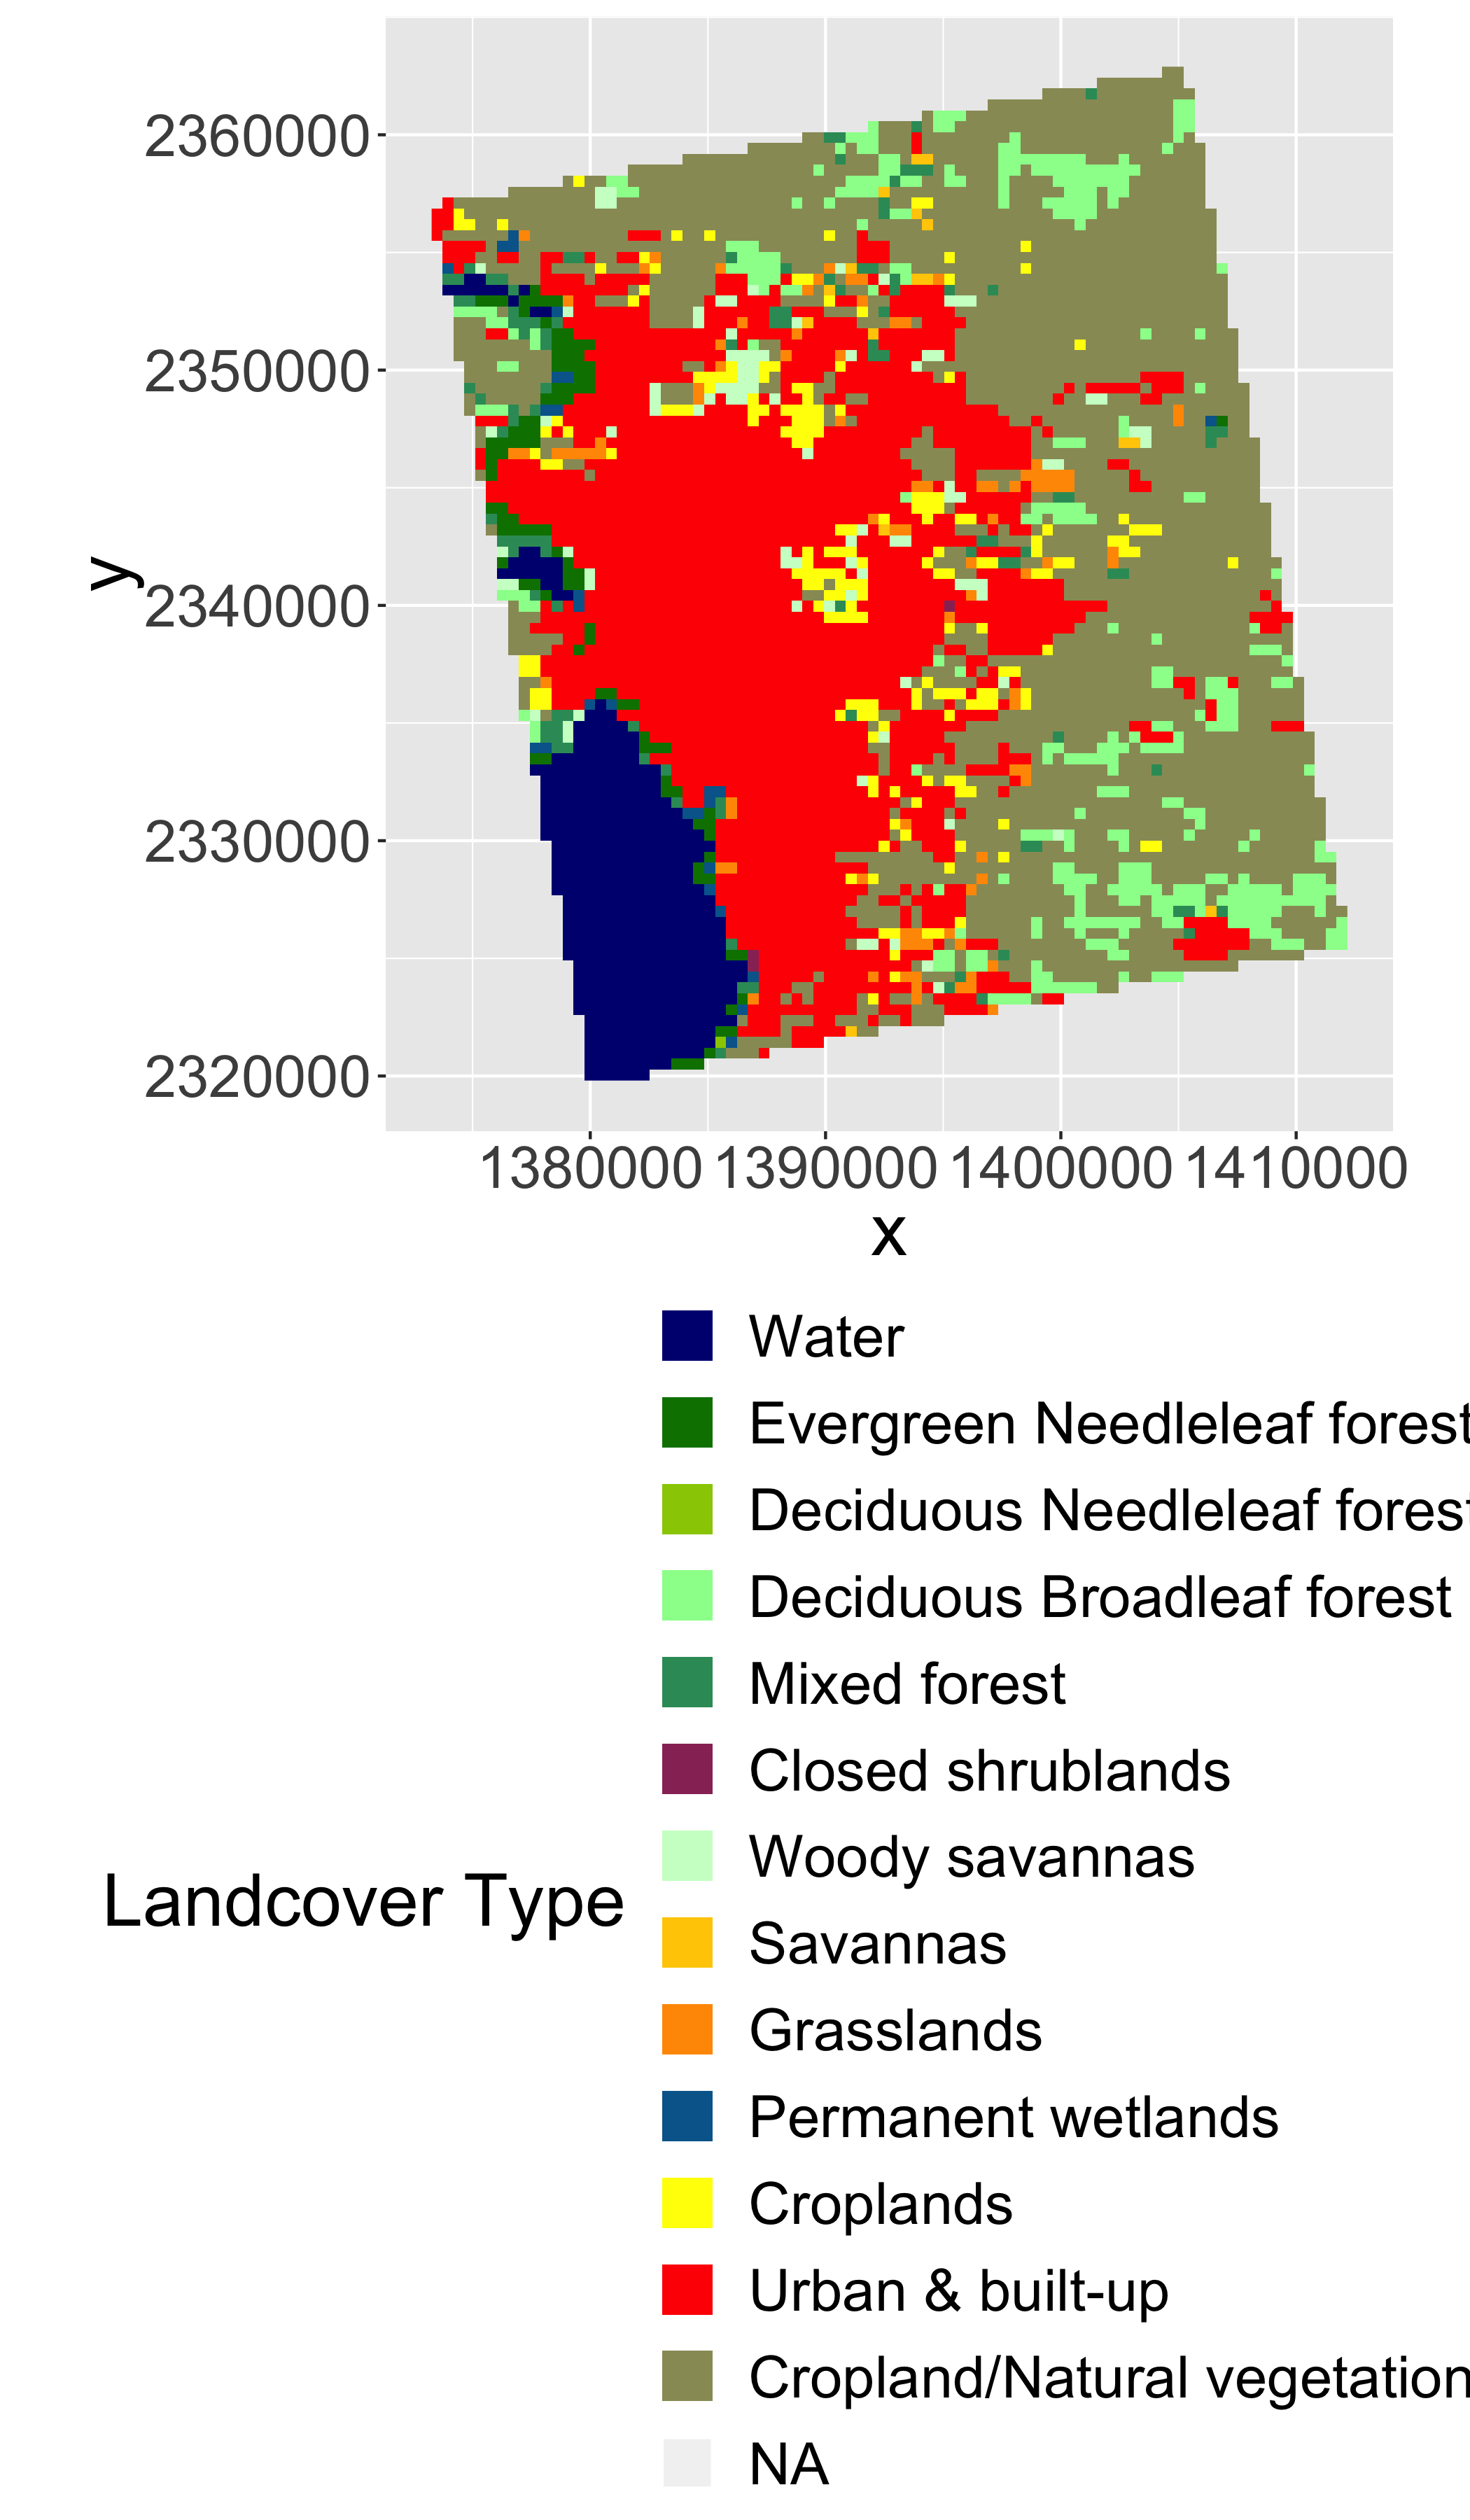 2360000
2350000
2340000
2330000
2320000
y
1380000 1390000 1400000 1410000
x
Landcover Type
Water
Evergreen Needleleaf forest
Deciduous Needleleaf forest
Deciduous Broadleaf forest
Mixed forest
Closed shrublands
Woody savannas
Savannas
Grasslands
Permanent wetlands
Croplands
Urban & built-up
Cropland/Natural vegetation
NA